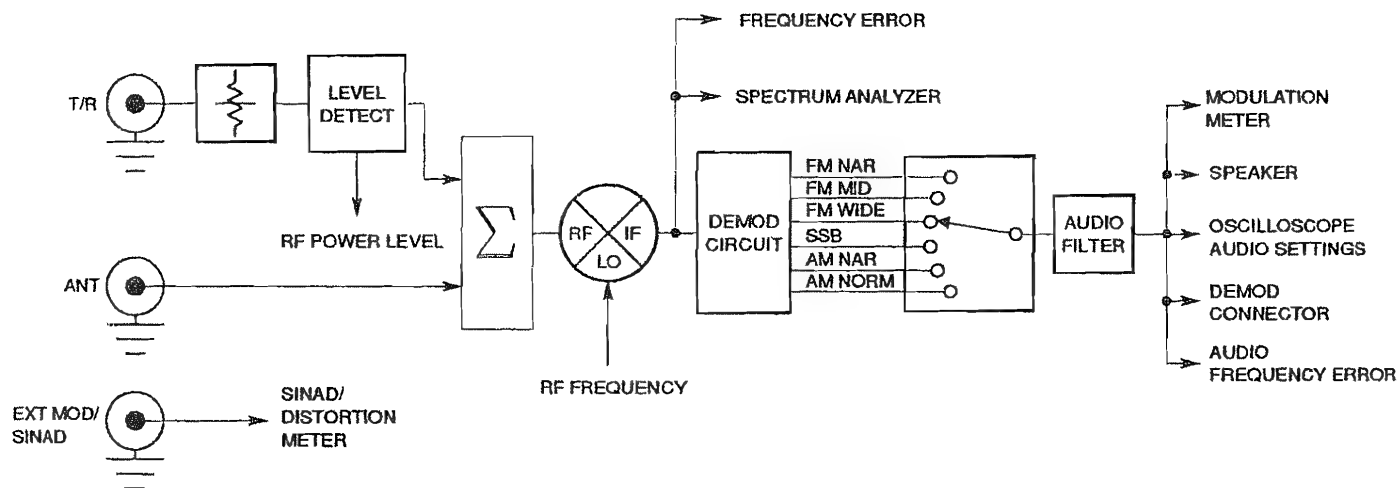 FREQUENCY ERROR
T/R
LEVEL
DETECT
SPECTRUM ANALYZER
MODULATION
METER
FM NAR
FM MID
FM WIDE
SSB
AM NAR
AM NORM
SPEAKER
RF POWER LEVEL
Σ
RF
IF
LO
DEMOD
CIRCUIT
AUDIO
FILTER
OSCILLOSCOPE
AUDIO SETTINGS
ANT
DEMOD
CONNECTOR
RF FREQUENCY
AUDIO
FREQUENCY ERROR
EXT MOD/
SINAD
SINAD/
DISTORTION
METER